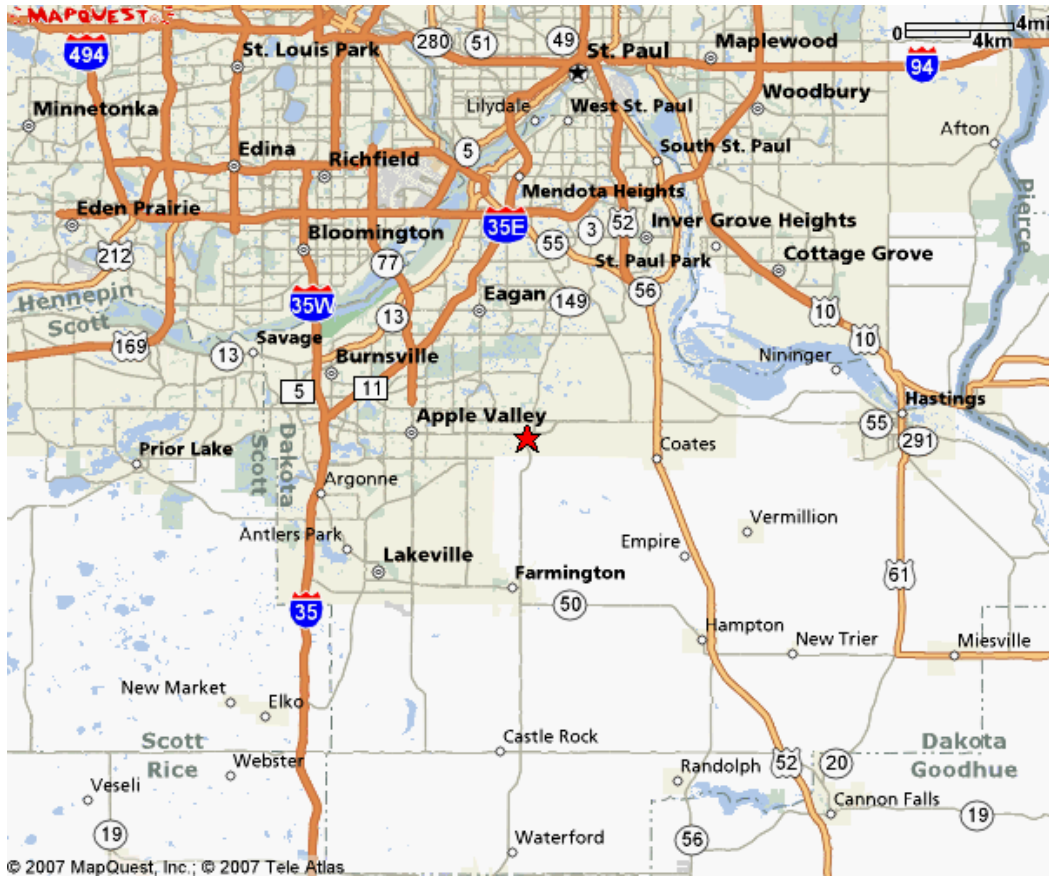 MAPQUEST
4mi
0
4km
494
St. Louis Park
280
51
49
St. Paul
Maplewood
94
Minnetonka
Lilydale
West St. Paul
Woodbury
Afton
Edina
Richfield
5
South St. Paul
Mendota Heights
Pierce
Eden Prairie
35E
3
52
Inver Grove Heights
Bloomington
55
212
77
St. Paul Park
Cottage Grove
Hennepin
Scott
35W
Eagan
149
56
10
13
169
13
Savage
10
Burnsville
Nininger
5
11
Hastings
Apple Valley
55
291
Prior Lake
Dakota
Scott
Coates
Argonne
Vermillion
Antlers Park
Empire
Lakeville
Farmington
61
35
50
Hampton
New Trier
Miesville
New Market
Elko
Scott
Rice
Castle Rock
Dakota
Goodhue
Webster
Randolph
52
20
Veseli
Cannon Falls
19
19
Waterford
56
© 2007 MapQuest, Inc.; © 2007 Tele Atlas